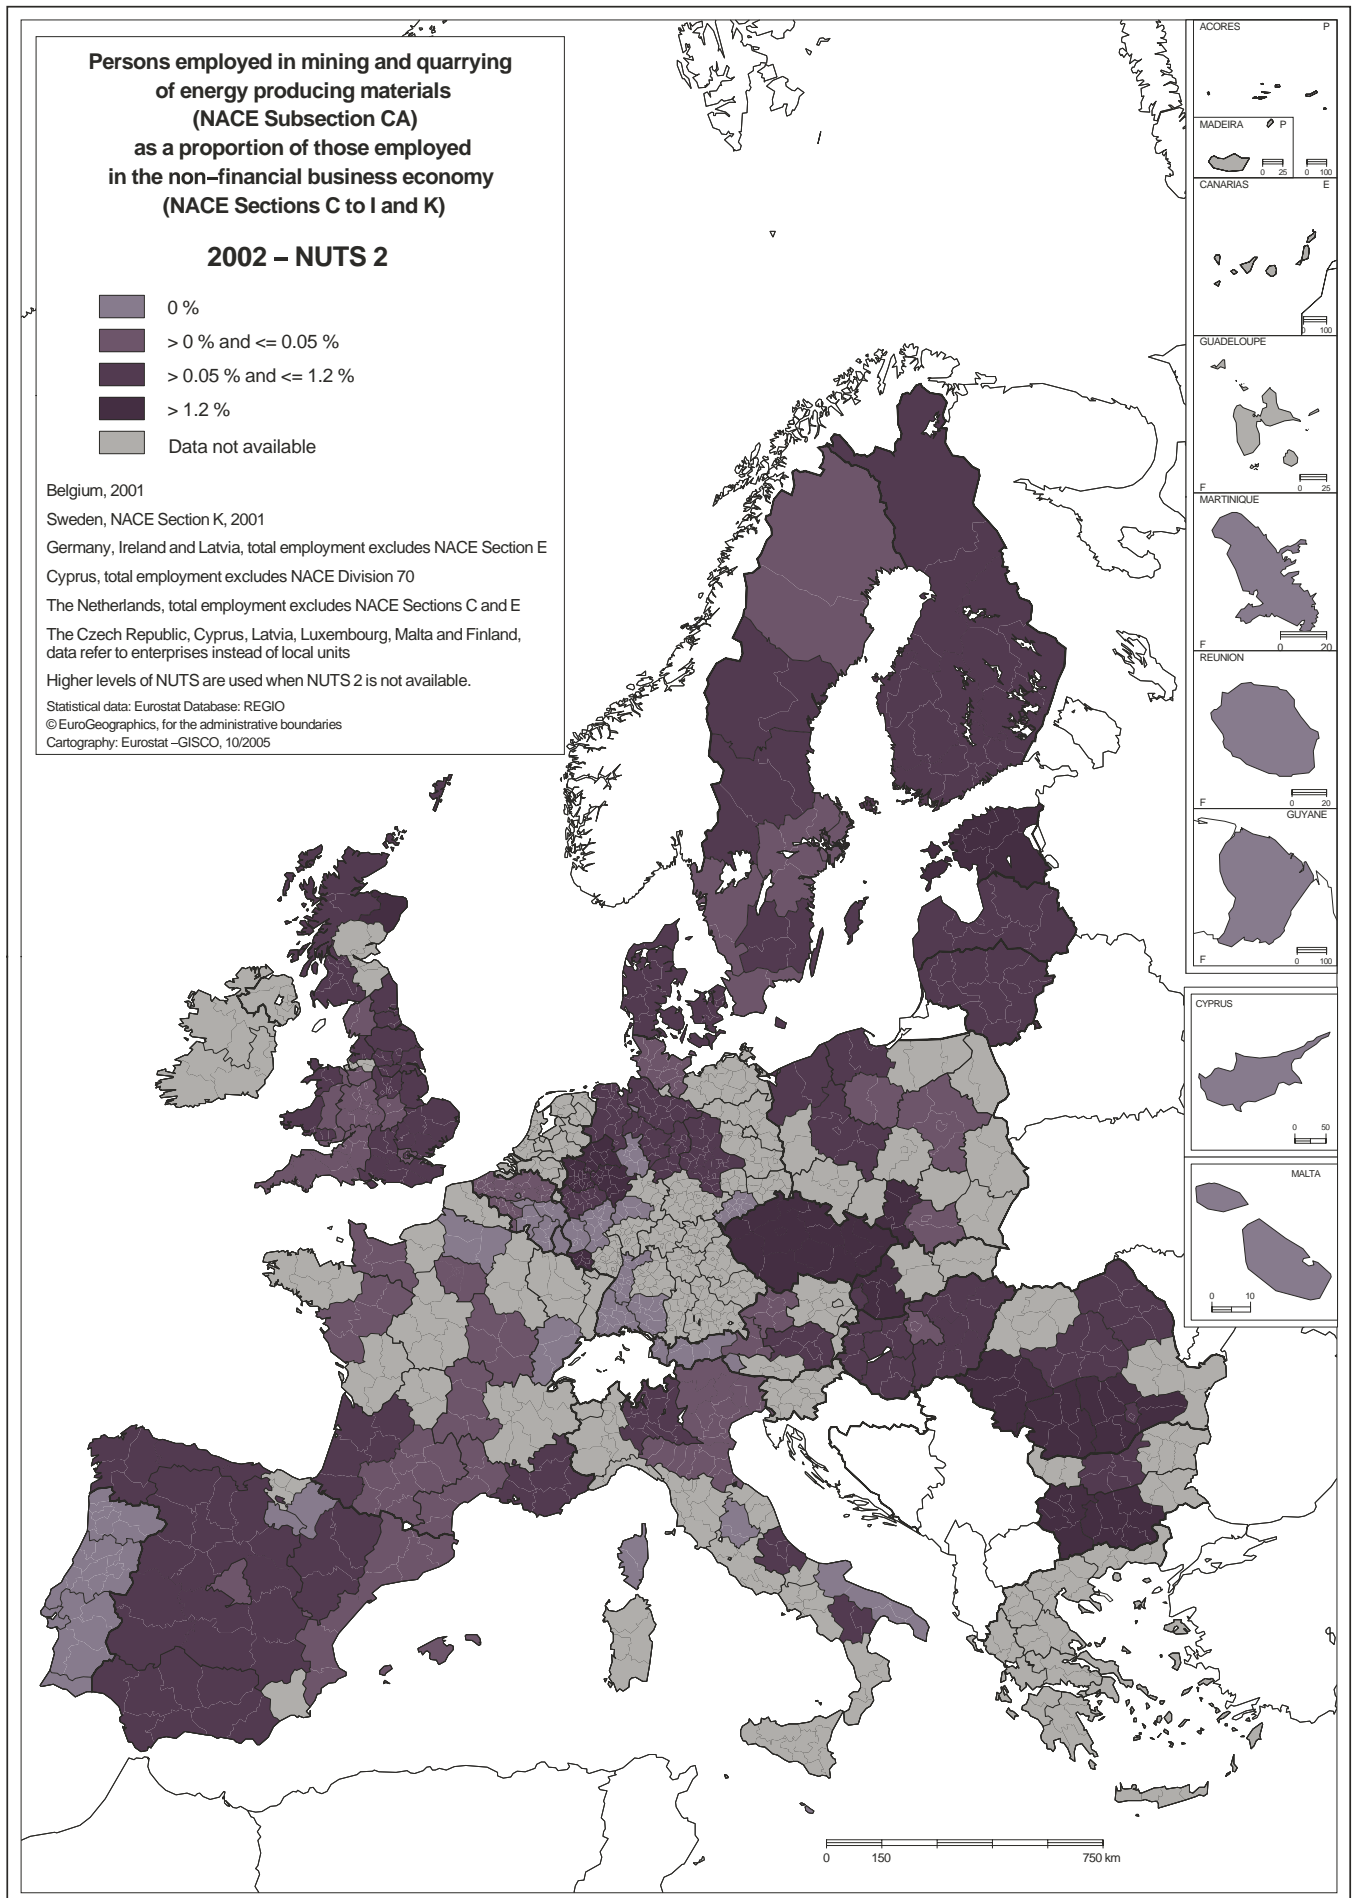 Persons employed in mining and quarrying
of energy producing materials
(NACE Subsection CA)
as a proportion of those employed
in the non–financial business economy
(NACE Sections C to I and K)
2002 – NUTS 2
0 %
> 0 % and <= 0.05 %
> 0.05 % and <= 1.2 %
> 1.2 %
Data not available
Belgium, 2001
Sweden, NACE Section K, 2001
Germany, Ireland and Latvia, total employment excludes NACE Section E
Cyprus, total employment excludes NACE Division 70
The Netherlands, total employment excludes NACE Sections C and E
The Czech Republic, Cyprus, Latvia, Luxembourg, Malta and Finland,
data refer to enterprises instead of local units
Higher levels of NUTS are used when NUTS 2 is not available.
Statistical data: Eurostat Database: REGIO
© EuroGeographics, for the administrative boundaries
Cartography: Eurostat –GISCO, 10/2005
ACORES P
MADEIRA P
0 25 0 100
CANARIAS E
0 100
GUADELOUPE
F 0 25
MARTINIQUE
F 0 20
REUNION
F 0 20
GUYANE
F 0 100
CYPRUS
0 50
MALTA
0 10
0 150 750 km